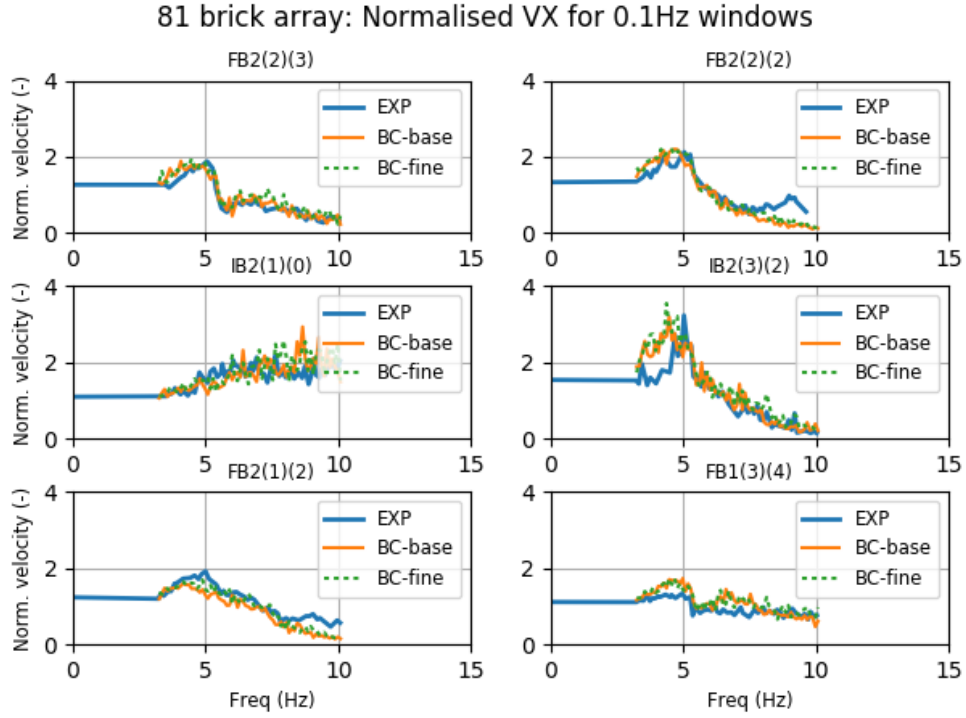 81 brick array: Normalised VX for 0.1Hz windows
FB2(2)(3)
Norm. velocity (-)
4
2
0
EXP
BC-base
BC-fine
0 5 10 15
FB2(2)(2)
4
2
0
EXP
BC-base
BC-fine
0 5 10 15
IB2(1)(0)
4
2
0
EXP
BC-base
BC-fine
0 5 10 15
IB2(3)(2)
4
2
0
EXP
BC-base
BC-fine
0 5 10 15
FB2(1)(2)
Norm. velocity (-)
4
2
0
EXP
BC-base
BC-fine
0 5 10 15
Freq (Hz)
FB1(3)(4)
4
2
0
EXP
BC-base
BC-fine
0 5 10 15
Freq (Hz)